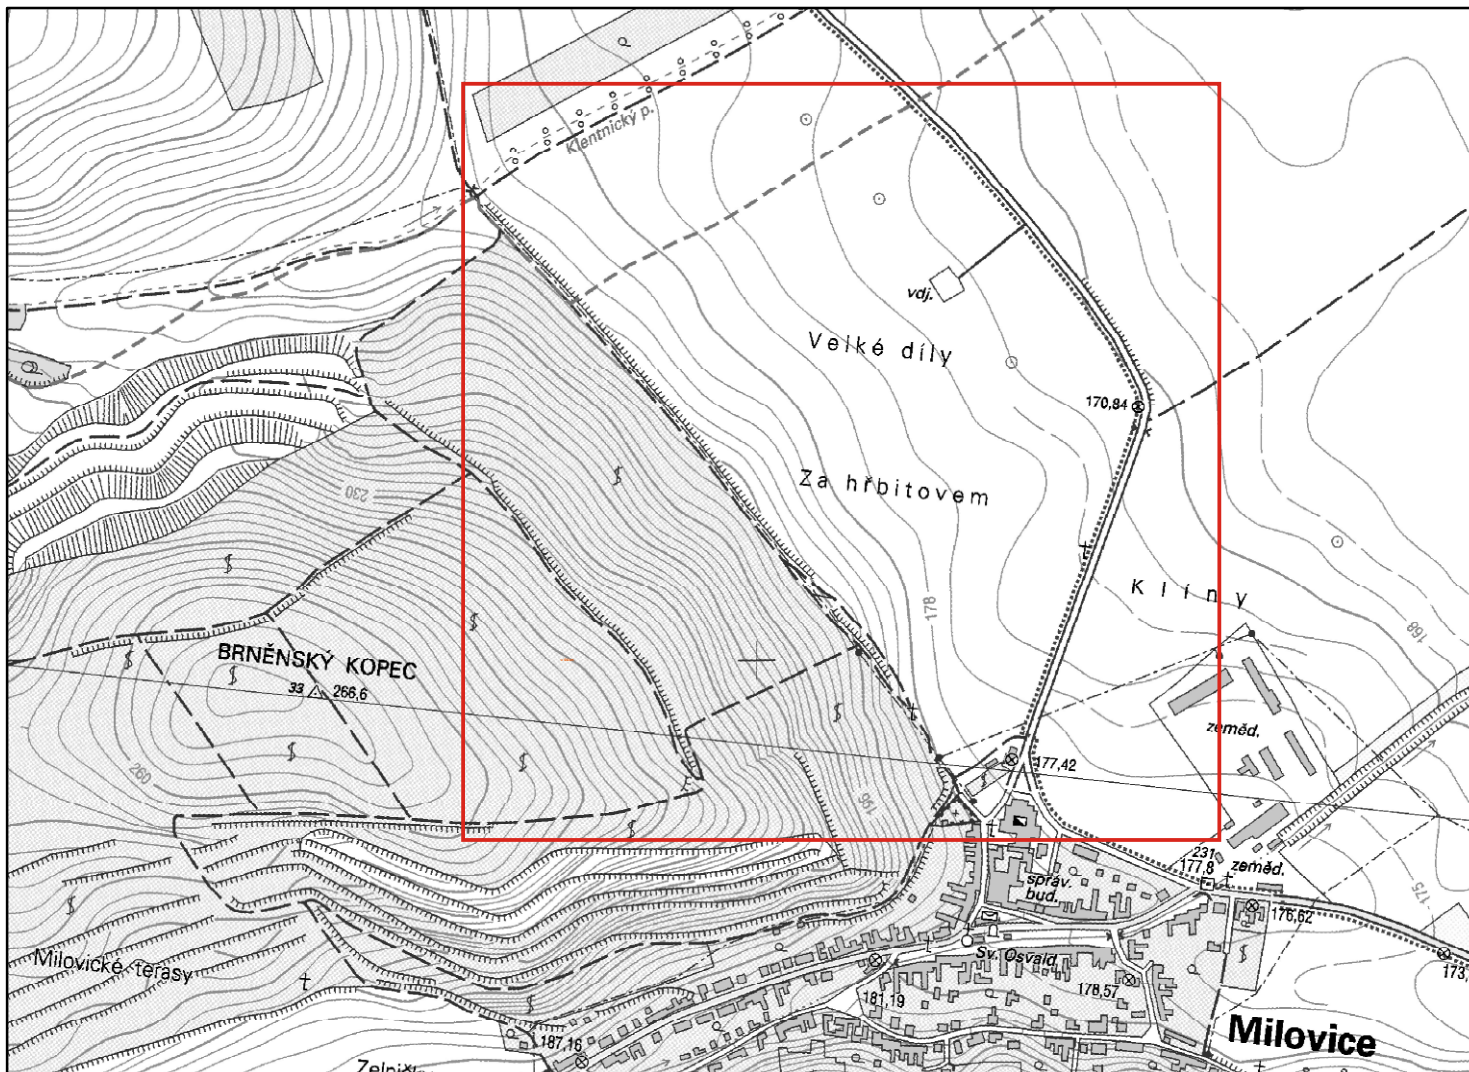 Klentnický p.
vdj.
Velké díly
170,84
Za hřbitovem
230
178
Klíny
168
BRNĚNSKÝ KOPEC
33 266,6
zeměd.
177,42
260
195
231
177,8
zeměd.
správ.
bud.
175
176,62
Milovické terasy
Sv. Osvald
173,
178,57
181,19
Milovice
187,16